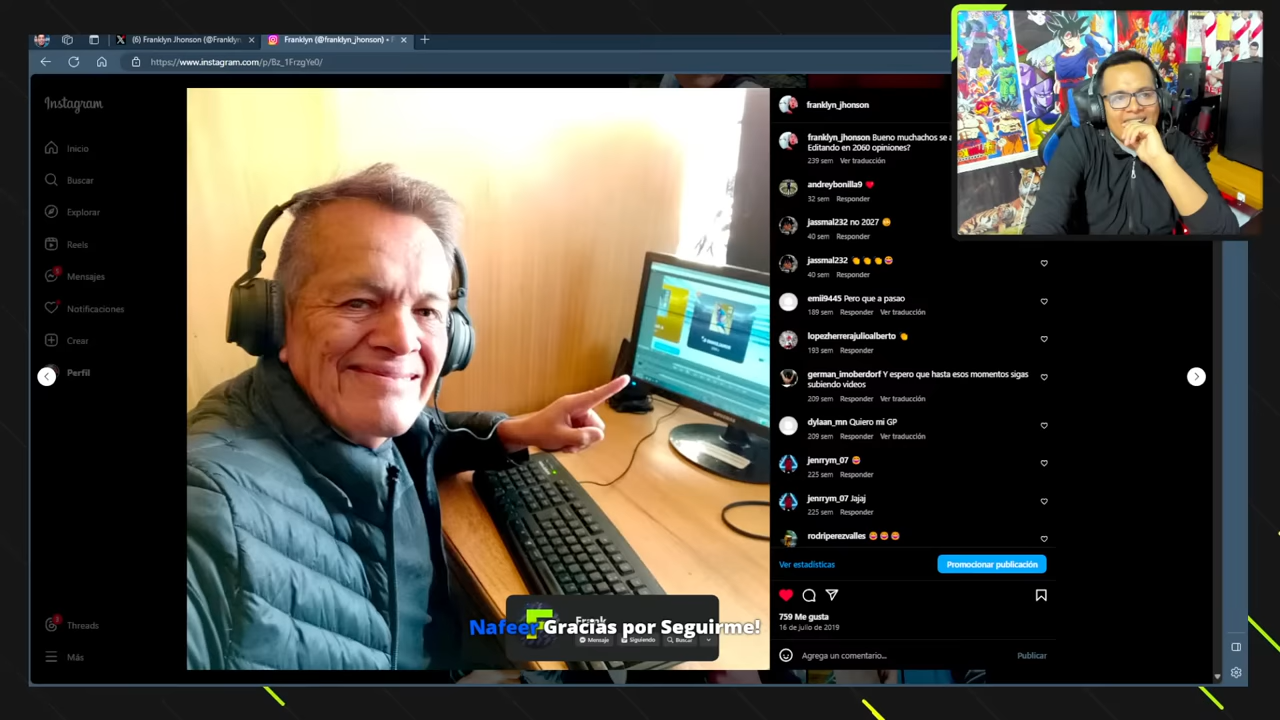 (6) Franklyn Jhonson (@Franklyn
Franklyn (@franklyn_jhonson) •
https://www.instagram.com/p/Bz_1FrzgYe0/
Instagram
Inicio
Buscar
Explorar
Reels
Mensajes
Notificaciones
Crear
Perfil
Threads
Más
franklyn_jhonson
franklyn_jhonson Bueno muchachos se a
Editando en 2060 opiniones?
239 sem Ver traducción
andreybonilla9 ❤️
32 sem Responder
jassmal232 no 2027
40 sem Responder
jassmal232 👏👏👏
40 sem Responder
emii9445 Pero que a pasao
189 sem Responder Ver traducción
lopezherrerajulioalberto 👏
193 sem Responder
german_imoberdorf Y espero que hasta esos momentos sigas
subiendo videos
209 sem Responder Ver traducción
dylaan_mn Quiero mi GP
209 sem Responder Ver traducción
jenrrym_07
225 sem Responder
jenrrym_07 Jajaj
225 sem Responder
rodriperezvalles
Ver estadísticas
Promocionar publicación
759 Me gusta
16 de julio de 2019
Agrega un comentario...
Publicar
Nafeer Gracias por Seguirme!
Mensaje Siguiendo Buscar